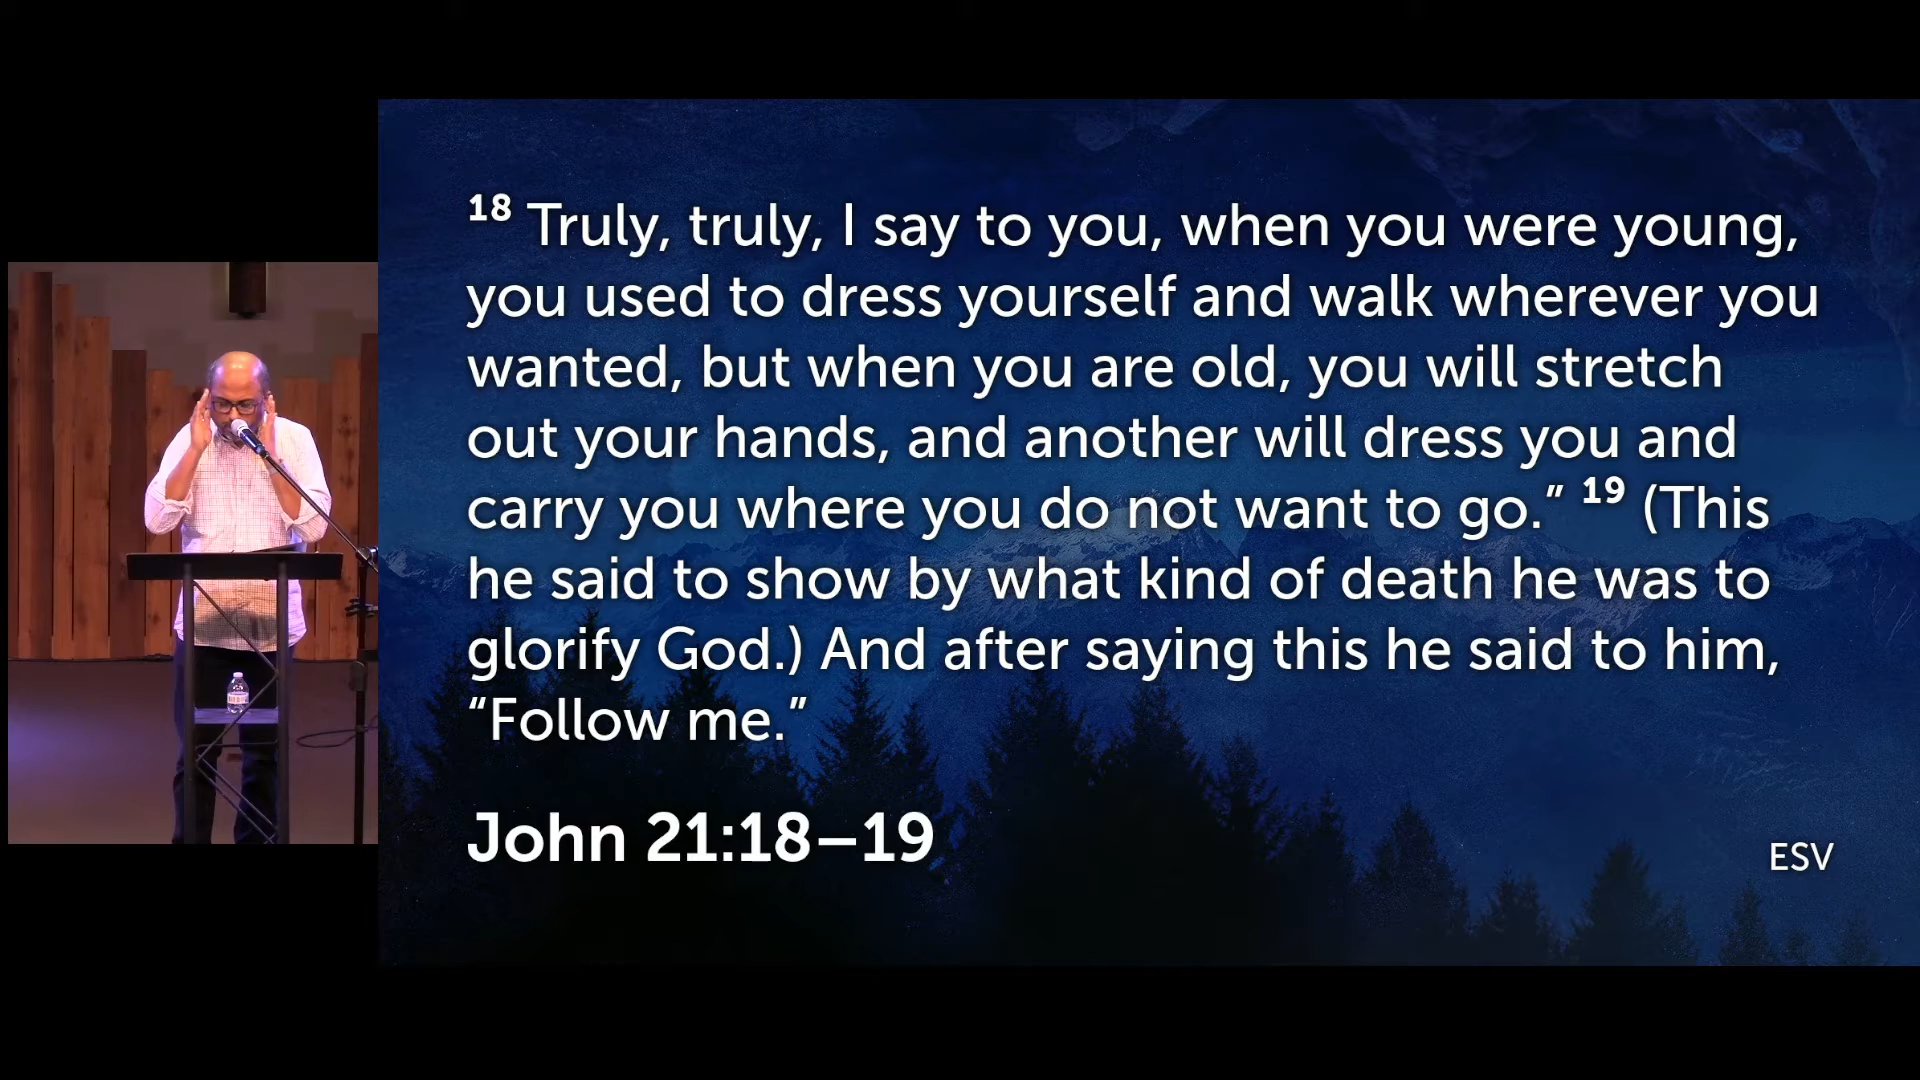 18 Truly, truly, I say to you, when you were young,
you used to dress yourself and walk wherever you
wanted, but when you are old, you will stretch
out your hands, and another will dress you and
carry you where you do not want to go.” 19 (This
he said to show by what kind of death he was to
glorify God.) And after saying this he said to him,
“Follow me.”
John 21:18–19
ESV